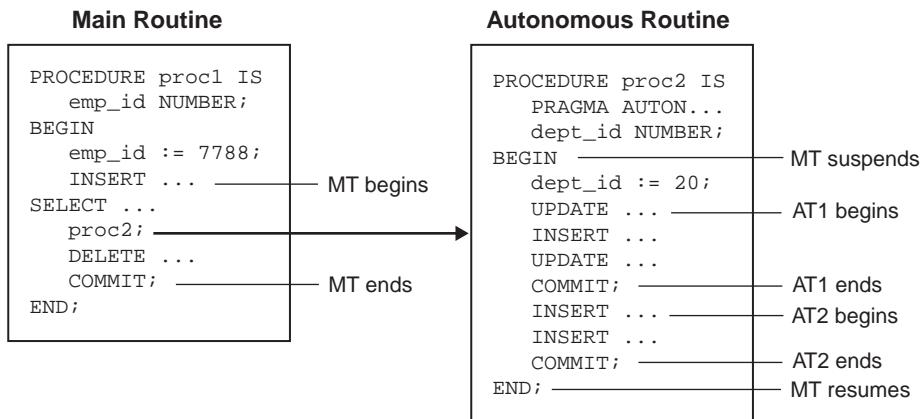 Main Routine
PROCEDURE proc1 IS
emp_id NUMBER;
BEGIN
emp_id := 7788;
INSERT ...
MT begins
SELECT ...
proc2;
DELETE ...
COMMIT;
MT ends
END;
Autonomous Routine
PROCEDURE proc2 IS
PRAGMA AUTON...
dept_id NUMBER;
BEGIN
MT suspends
dept_id := 20;
UPDATE ...
AT1 begins
INSERT ...
UPDATE ...
COMMIT;
AT1 ends
INSERT ...
AT2 begins
INSERT ...
COMMIT;
AT2 ends
END;
MT resumes